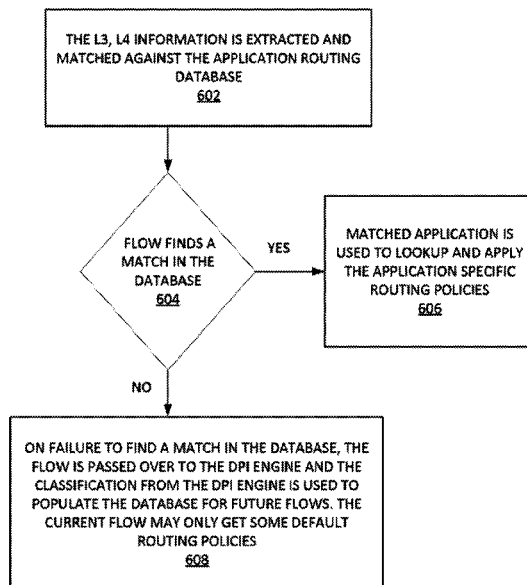 THE L3, L4 INFORMATION IS EXTRACTED AND
MATCHED AGAINST THE APPLICATION ROUTING
DATABASE
602
FLOW FINDS A
MATCH IN THE
DATABASE
604
YES
MATCHED APPLICATION IS
USED TO LOOKUP AND APPLY
THE APPLICATION SPECIFIC
ROUTING POLICIES
606
NO
ON FAILURE TO FIND A MATCH IN THE DATABASE, THE
FLOW IS PASSED OVER TO THE DPI ENGINE AND THE
CLASSIFICATION FROM THE DPI ENGINE IS USED TO
POPULATE THE DATABASE FOR FUTURE FLOWS. THE
CURRENT FLOW MAY ONLY GET SOME DEFAULT
ROUTING POLICIES
608